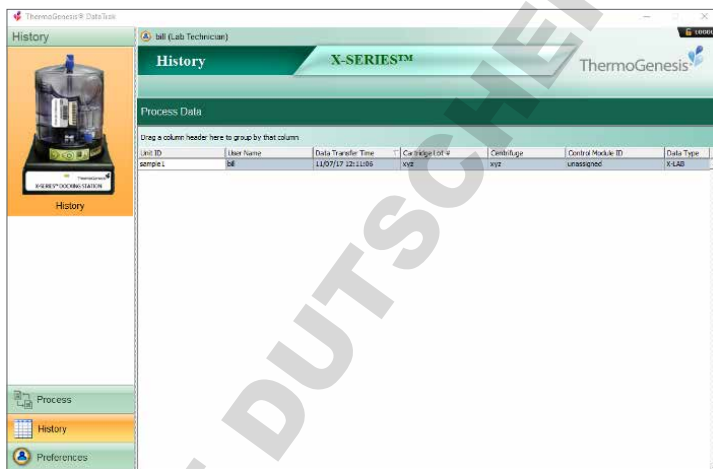 ThermoGenesis® DataTrak
History
bill (Lab Technician)
History
X-SERIES™
ThermoGenesis
Process Data
Drag a column header here to group by that column
Unit ID User Name Data Transfer Time Cartridge Lot # Centrifuge Control Module ID Data Type
sample1 bill 11/07/17 12:11:06 xyz xyz unassigned X-LAB
ThermoGenesis
X-SERIES™ DOCKING STATION
History
Process
History
Preferences
DUTSCHER